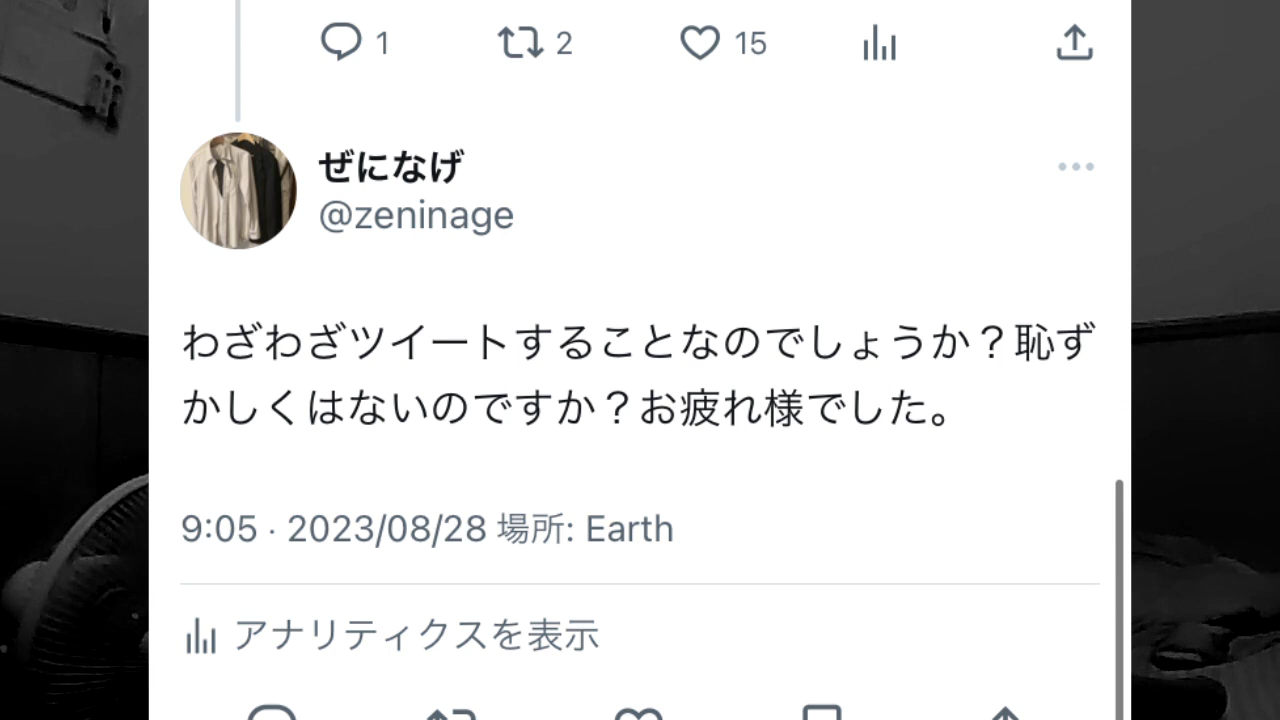 1 2 15
ぜになげ
@zeninage
わざわざツイートすることなのでしょうか？恥ず
かしくはないのですか？お疲れ様でした。
9:05 · 2023/08/28 場所: Earth
アナリティクスを表示